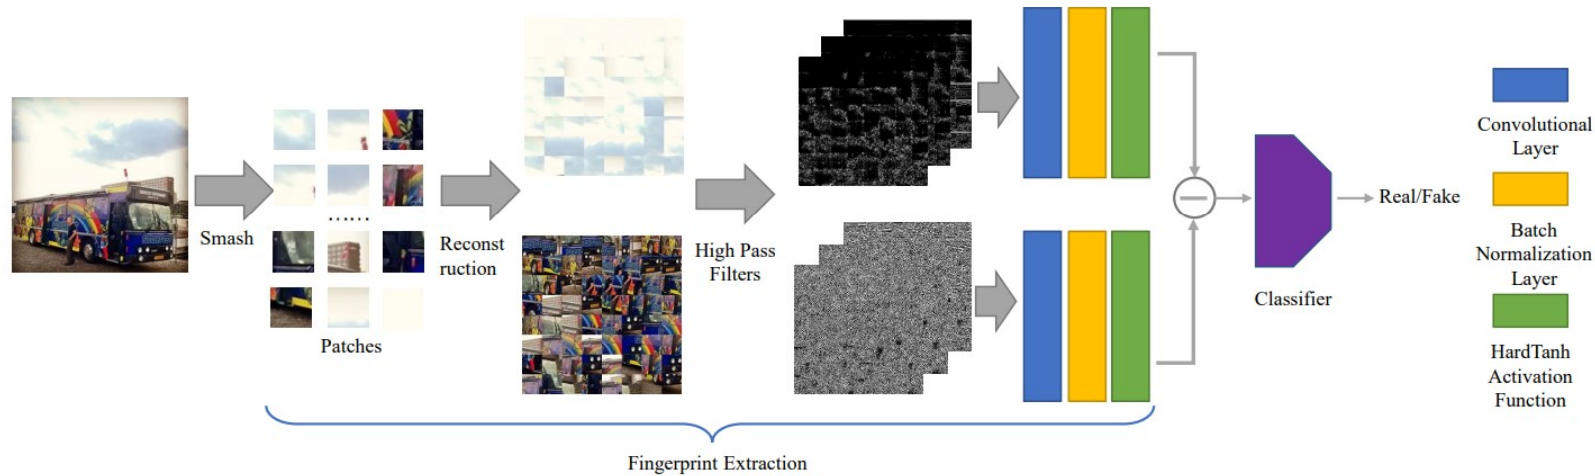 Smash
Patches
Reconst
ruction
High Pass
Filters
Fingerprint Extraction
Classifier
Real/Fake
Convolutional
Layer
Batch
Normalization
Layer
HardTanh
Activation
Function